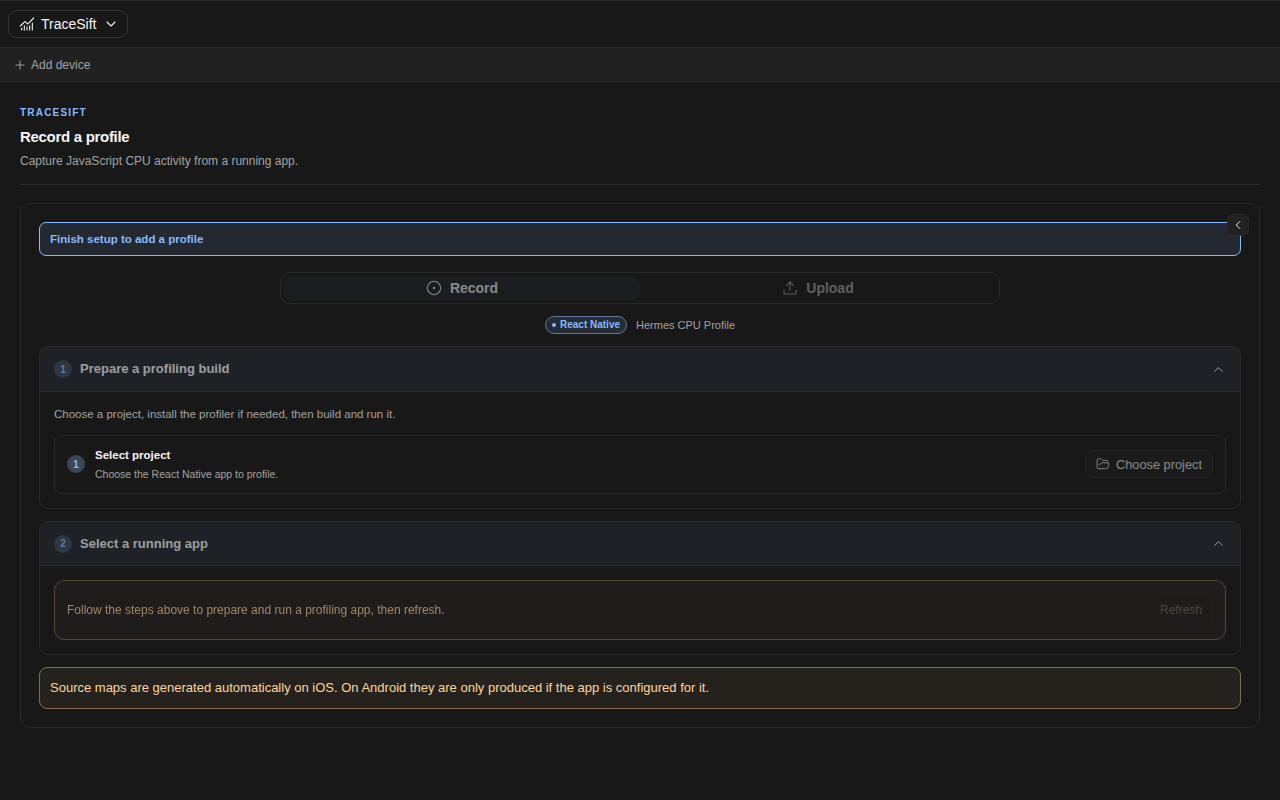 TraceSift
Add device
TRACESIFT
Record a profile
Capture JavaScript CPU activity from a running app.
Finish setup to add a profile
Record
Upload
React Native
Hermes CPU Profile
1
Prepare a profiling build
Choose a project, install the profiler if needed, then build and run it.
1
Select project
Choose the React Native app to profile.
Choose project
2
Select a running app
Follow the steps above to prepare and run a profiling app, then refresh.
Refresh
Source maps are generated automatically on iOS. On Android they are only produced if the app is configured for it.